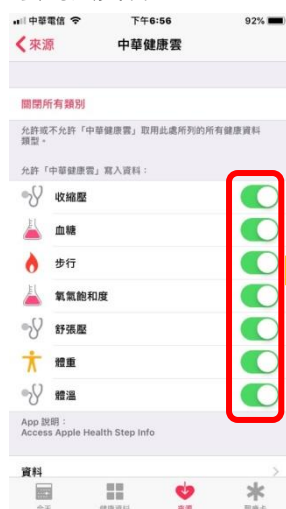 中華電信 下午6:56 92%
來源 中華健康雲
關閉所有類別
允許或不允許「中華健康雲」取用此處所列的所有健康資料
類型。
允許「中華健康雲」寫入資料：
收縮壓
血糖
步行
氧氣飽和度
舒張壓
體重
體溫
App 說明：
Access Apple Health Step Info
資料